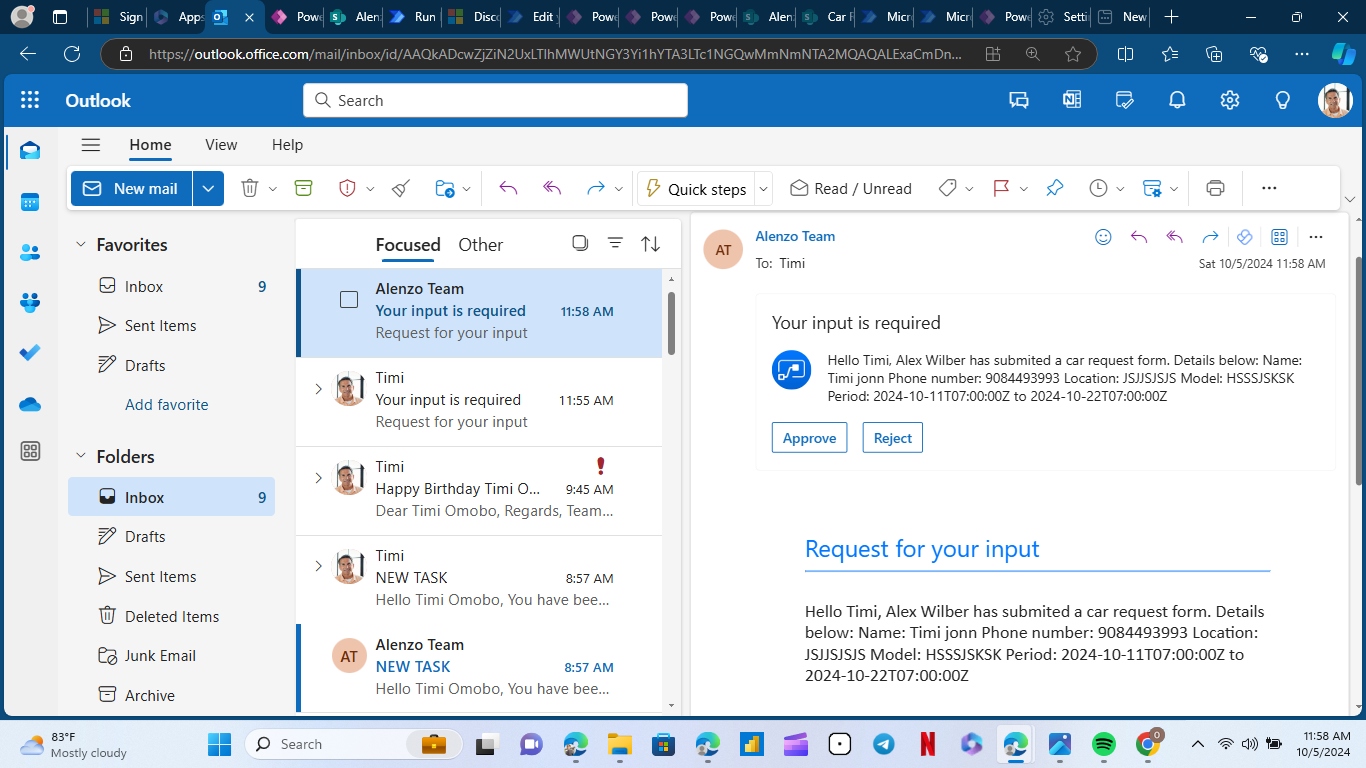 Sign
Apps
Powe
Alenz
Run
Disco
Edit
Powe
Powe
Powe
Alenz
Car R
Micr
Micr
Powe
Setti
New
https://outlook.office.com/mail/inbox/id/AAQkADcwZjZiN2UxLTlhMWUtNGY3Yi1hYTA3LTc1NGQwMmNmNTA2MQAQALExaCmDn...
Outlook
Search
Home View Help
New mail
Quick steps
Read / Unread
Favorites
Inbox 9
Sent Items
Drafts
Add favorite
Folders
Inbox 9
Drafts
Sent Items
Deleted Items
Junk Email
Archive
Focused Other
Alenzo Team
Your input is required 11:58 AM
Request for your input
Timi
Your input is required 11:55 AM
Request for your input
Timi
Happy Birthday Timi O... 9:45 AM
Dear Timi Omobo, Regards, Team...
Timi
NEW TASK 8:57 AM
Hello Timi Omobo, You have bee...
AT
Alenzo Team
NEW TASK 8:57 AM
Hello Timi Omobo, You have bee...
AT
Alenzo Team
To: Timi
Sat 10/5/2024 11:58 AM
Your input is required
Hello Timi, Alex Wilber has submited a car request form. Details below: Name:
Timi jonn Phone number: 9084493993 Location: JSJJSJSJS Model: HSSSJSKSK
Period: 2024-10-11T07:00:00Z to 2024-10-22T07:00:00Z
Approve Reject
Request for your input
Hello Timi, Alex Wilber has submited a car request form. Details
below: Name: Timi jonn Phone number: 9084493993 Location:
JSJJSJSJS Model: HSSSJSKSK Period: 2024-10-11T07:00:00Z to
2024-10-22T07:00:00Z
83°F
Mostly cloudy
Search
0
11:58 AM
10/5/2024